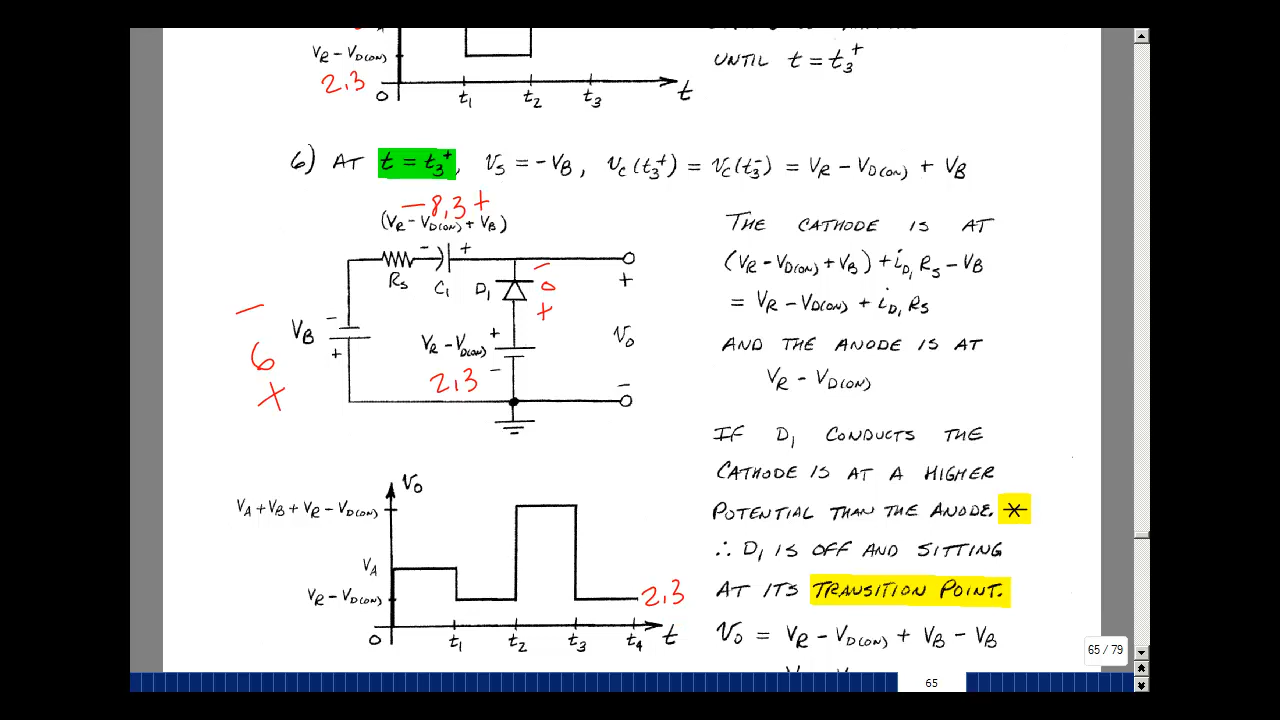 VR – VD(ON)
2,3
0
t1
t2
t3
t
UNTIL t = t3+
6) AT t = t3+, VS = -VB, VC(t3+) = VC(t3-) = VR – VD(ON) + VB
– 8,3 +
(VR – VD(ON) + VB)
– +
RS
C1
D1
–
0
+
+
–
6
+
VB
–
+
VR – VD(ON)
+
–
2,3
V0
–
THE CATHODE IS AT
(VR – VD(ON) + VB) + iD1 RS – VB
= VR – VD(ON) + iD1 RS
AND THE ANODE IS AT
VR – VD(ON)
IF D1 CONDUCTS THE
CATHODE IS AT A HIGHER
POTENTIAL THAN THE ANODE. *
∴ D1 IS OFF AND SITTING
AT ITS TRANSITION POINT.
V0 = VR – VD(ON) + VB – VB
V0
VA + VB + VR – VD(ON)
VA
VR – VD(ON)
2,3
0
t1
t2
t3
t4
t
65 / 79
65